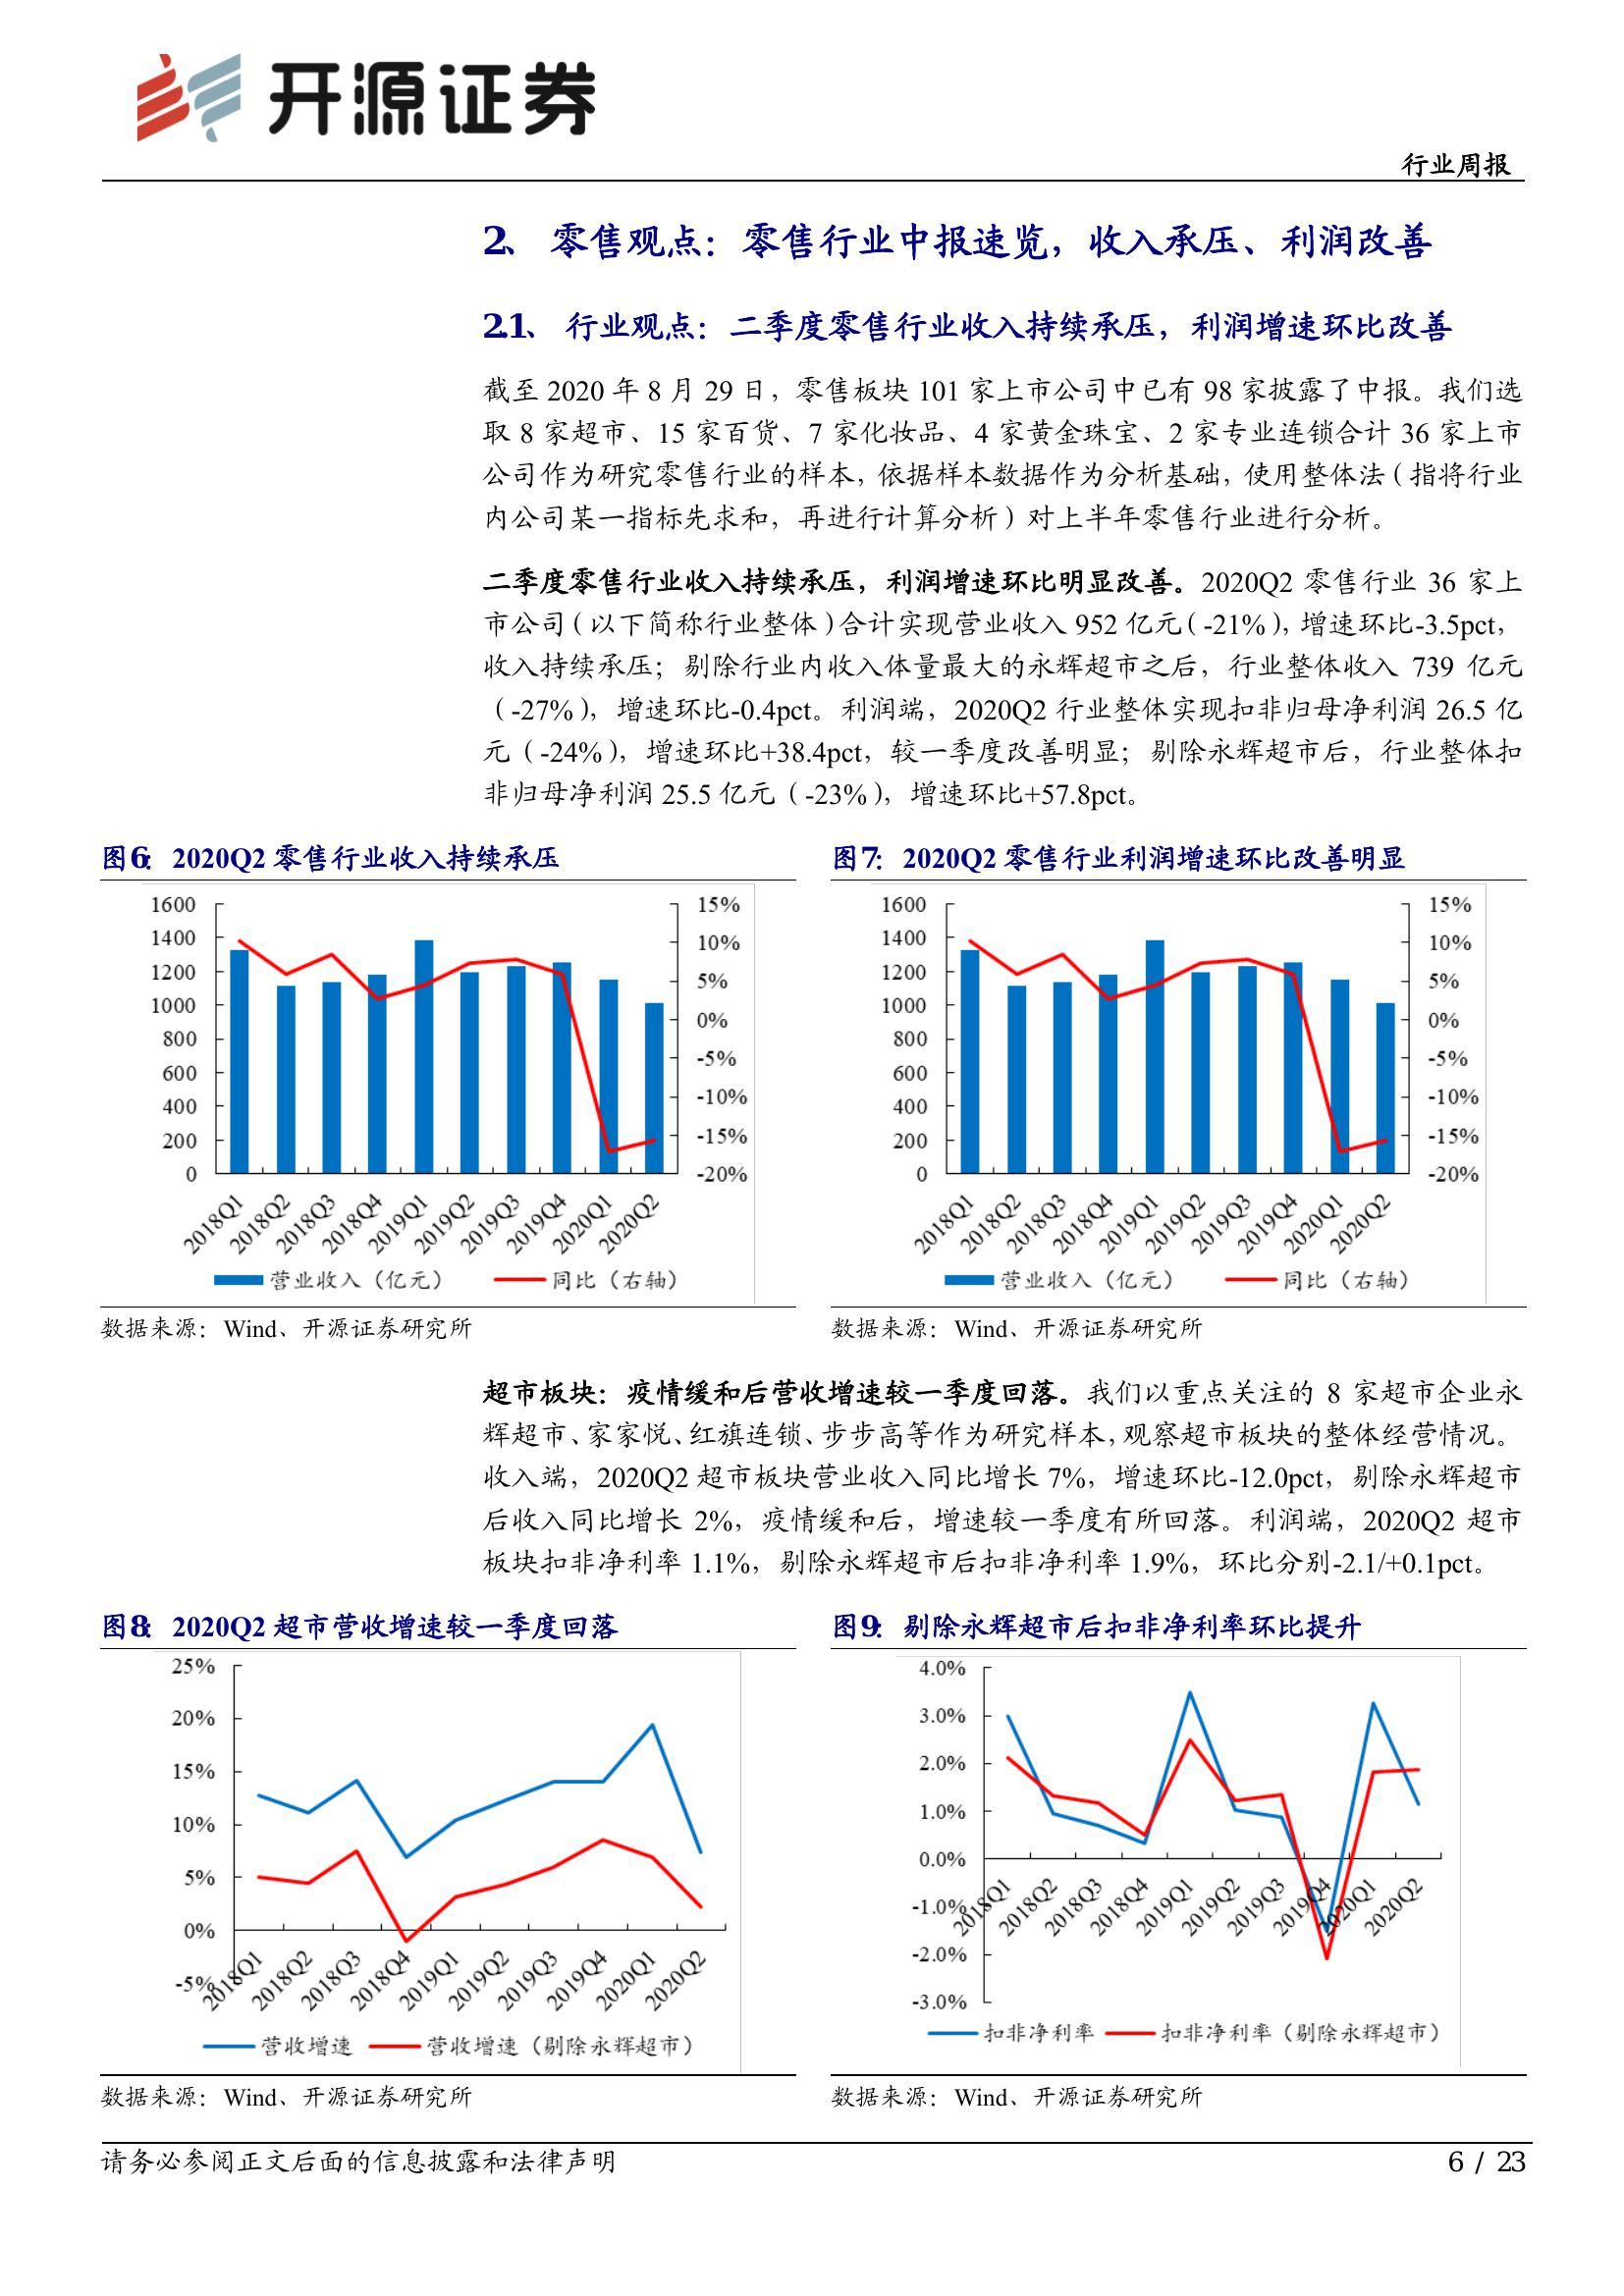 开源证券
行业周报
2、 零售观点：零售行业中报速览，收入承压、利润改善
2.1、 行业观点：二季度零售行业收入持续承压，利润增速环比改善
截至 2020 年 8 月 29 日，零售板块 101 家上市公司中已有 98 家披露了中报。我们选
取 8 家超市、15 家百货、7 家化妆品、4 家黄金珠宝、2 家专业连锁合计 36 家上市
公司作为研究零售行业的样本，依据样本数据作为分析基础，使用整体法（指将行业
内公司某一指标先求和，再进行计算分析）对上半年零售行业进行分析。
二季度零售行业收入持续承压，利润增速环比明显改善。2020Q2 零售行业 36 家上
市公司（以下简称行业整体）合计实现营业收入 952 亿元（-21%），增速环比-3.5pct，
收入持续承压；剔除行业内收入体量最大的永辉超市之后，行业整体收入 739 亿元
（-27%），增速环比-0.4pct。利润端，2020Q2 行业整体实现扣非归母净利润 26.5 亿
元（-24%），增速环比+38.4pct，较一季度改善明显；剔除永辉超市后，行业整体扣
非归母净利润 25.5 亿元（-23%），增速环比+57.8pct。
图6： 2020Q2 零售行业收入持续承压
1600
1400
1200
1000
800
600
400
200
0
15%
10%
5%
0%
-5%
-10%
-15%
-20%
2018Q1
2018Q2
2018Q3
2018Q4
2019Q1
2019Q2
2019Q3
2019Q4
2020Q1
2020Q2
营业收入（亿元） 同比（右轴）
数据来源：Wind、开源证券研究所
图7： 2020Q2 零售行业利润增速环比改善明显
1600
1400
1200
1000
800
600
400
200
0
15%
10%
5%
0%
-5%
-10%
-15%
-20%
2018Q1
2018Q2
2018Q3
2018Q4
2019Q1
2019Q2
2019Q3
2019Q4
2020Q1
2020Q2
营业收入（亿元） 同比（右轴）
数据来源：Wind、开源证券研究所
超市板块：疫情缓和后营收增速较一季度回落。我们以重点关注的 8 家超市企业永
辉超市、家家悦、红旗连锁、步步高等作为研究样本，观察超市板块的整体经营情况。
收入端，2020Q2 超市板块营业收入同比增长 7%，增速环比-12.0pct，剔除永辉超市
后收入同比增长 2%，疫情缓和后，增速较一季度有所回落。利润端，2020Q2 超市
板块扣非净利率 1.1%，剔除永辉超市后扣非净利率 1.9%，环比分别-2.1/+0.1pct。
图8： 2020Q2 超市营收增速较一季度回落
25%
20%
15%
10%
5%
0%
-5%
2018Q1
2018Q2
2018Q3
2018Q4
2019Q1
2019Q2
2019Q3
2019Q4
2020Q1
2020Q2
营收增速 营收增速（剔除永辉超市）
数据来源：Wind、开源证券研究所
图9： 剔除永辉超市后扣非净利率环比提升
4.0%
3.0%
2.0%
1.0%
0.0%
-1.0%
-2.0%
-3.0%
2018Q1
2018Q2
2018Q3
2018Q4
2019Q1
2019Q2
2019Q3
2019Q4
2020Q1
2020Q2
扣非净利率 扣非净利率（剔除永辉超市）
数据来源：Wind、开源证券研究所
请务必参阅正文后面的信息披露和法律声明
6 / 23